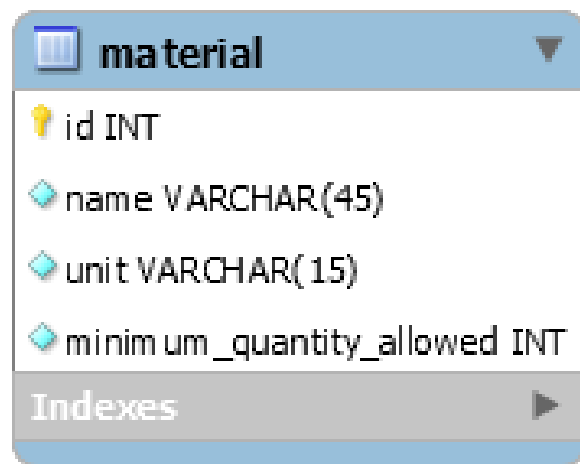 material
id INT
name VARCHAR(45)
unit VARCHAR(15)
minimum_quantity_allowed INT
Indexes